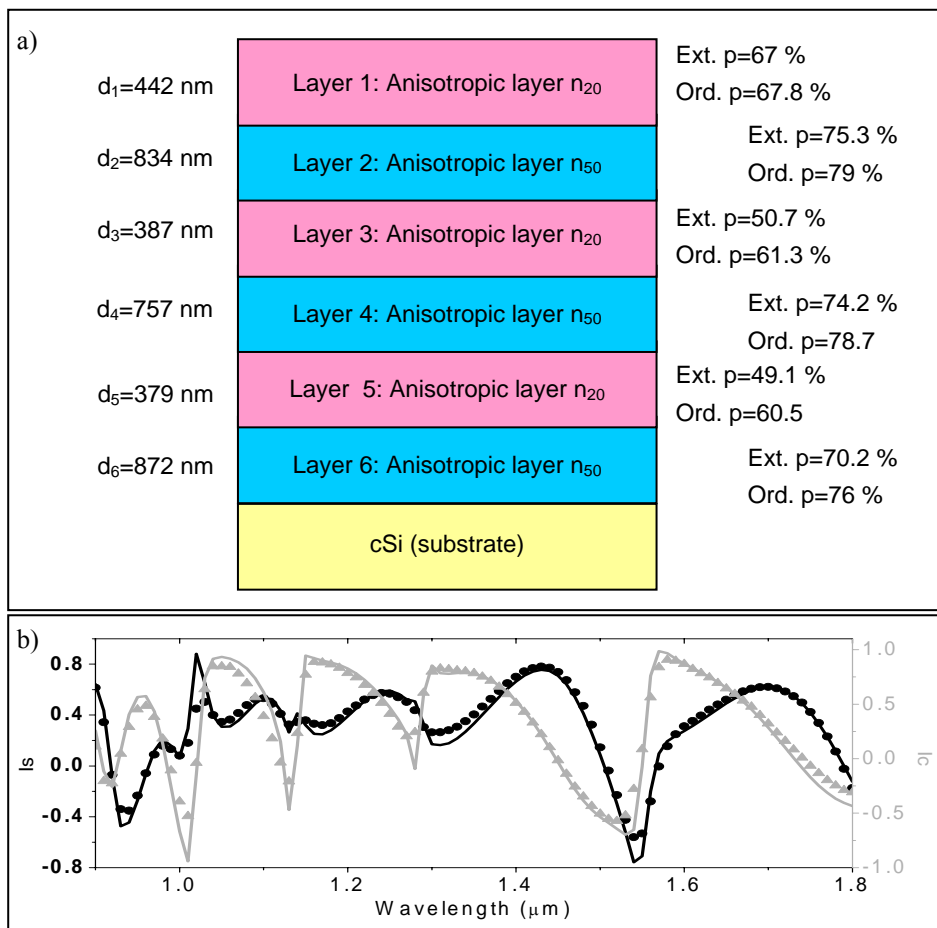 a)
d₁=442 nm
Layer 1: Anisotropic layer n₂₀
Ext. p=67 %
Ord. p=67.8 %
d₂=834 nm
Layer 2: Anisotropic layer n₅₀
Ext. p=75.3 %
Ord. p=79 %
d₃=387 nm
Layer 3: Anisotropic layer n₂₀
Ext. p=50.7 %
Ord. p=61.3 %
d₄=757 nm
Layer 4: Anisotropic layer n₅₀
Ext. p=74.2 %
Ord. p=78.7
d₅=379 nm
Layer 5: Anisotropic layer n₂₀
Ext. p=49.1 %
Ord. p=60.5
d₆=872 nm
Layer 6: Anisotropic layer n₅₀
Ext. p=70.2 %
Ord. p=76 %
cSi (substrate)
b)
Is
0.8
0.4
0.0
-0.4
-0.8
1.0
0.5
0.0
-0.5
-1.0
Ic
1.0 1.2 1.4 1.6 1.8
Wavelength (μm)